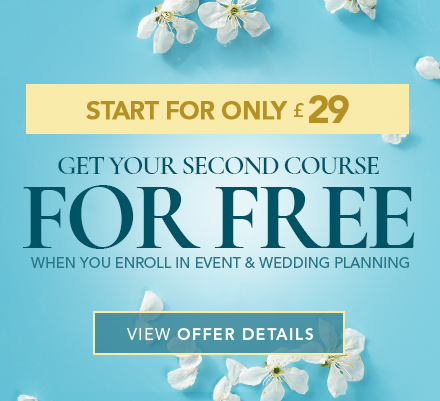 START FOR ONLY £29
GET YOUR SECOND COURSE
FOR FREE
WHEN YOU ENROLL IN EVENT & WEDDING PLANNING
VIEW OFFER DETAILS